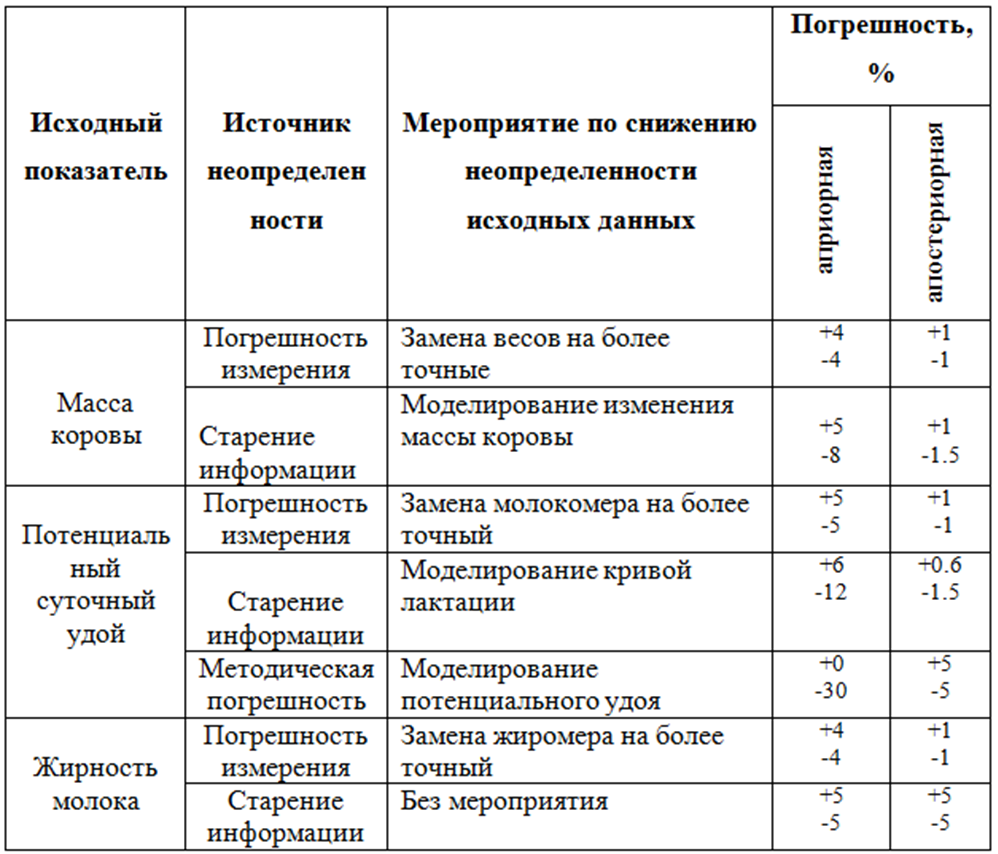 Исходный
показатель
Источник
неопределен
ности
Мероприятие по снижению
неопределенности
исходных данных
Погрешность,
%
априорная
апостериорная
Масса
коровы
Погрешность
измерения
Замена весов на более
точные
+4
-4
+1
-1
Старение
информации
Моделирование изменения
массы коровы
+5
-8
+1
-1.5
Потенциаль
ный
суточный
удой
Погрешность
измерения
Замена молокомера на более
точный
+5
-5
+1
-1
Старение
информации
Моделирование кривой
лактации
+6
-12
+0.6
-1.5
Методическая
погрешность
Моделирование
потенциального удоя
+0
-30
+5
-5
Жирность
молока
Погрешность
измерения
Замена жиромера на более
точный
+4
-4
+1
-1
Старение
информации
Без мероприятия
+5
-5
+5
-5